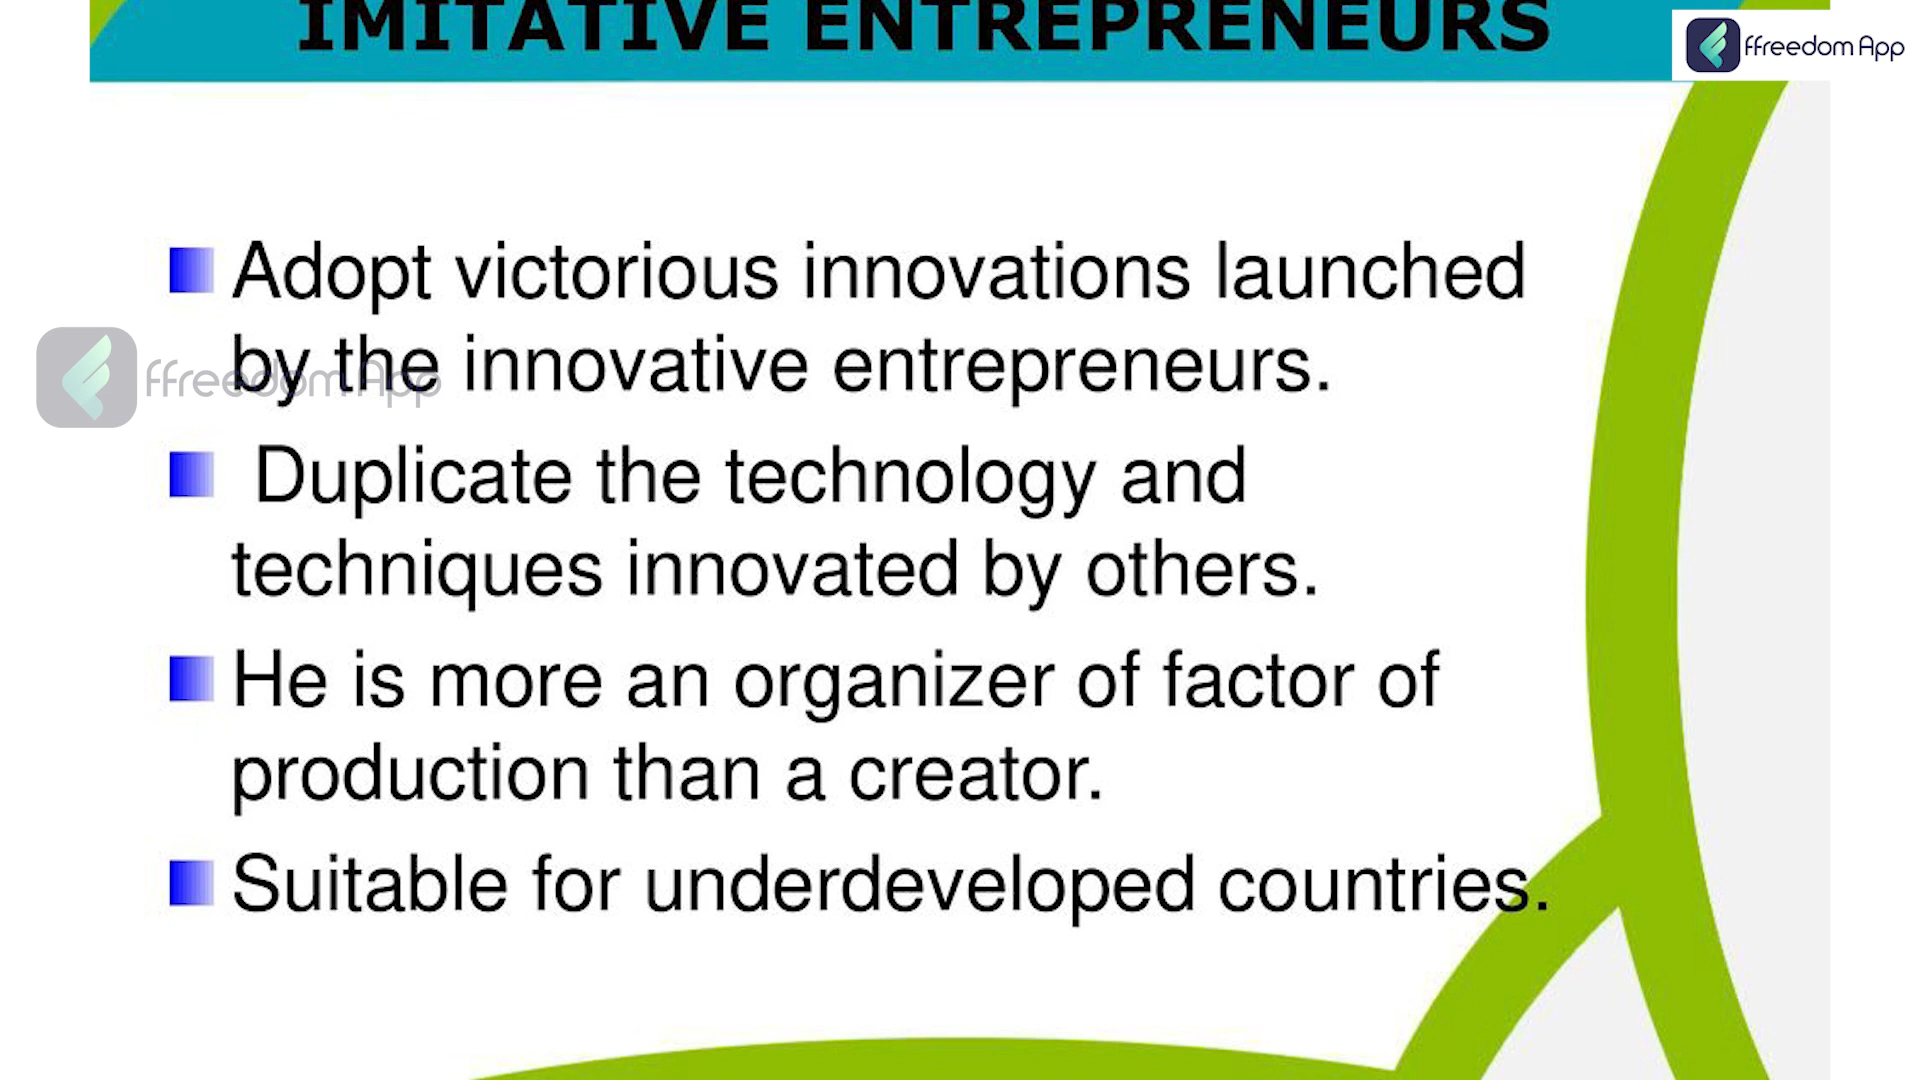 IMITATIVE ENTREPRENEURS
ffreedom App
Adopt victorious innovations launched
by the innovative entrepreneurs.
ffreedom App
Duplicate the technology and
techniques innovated by others.
He is more an organizer of factor of
production than a creator.
Suitable for underdeveloped countries.